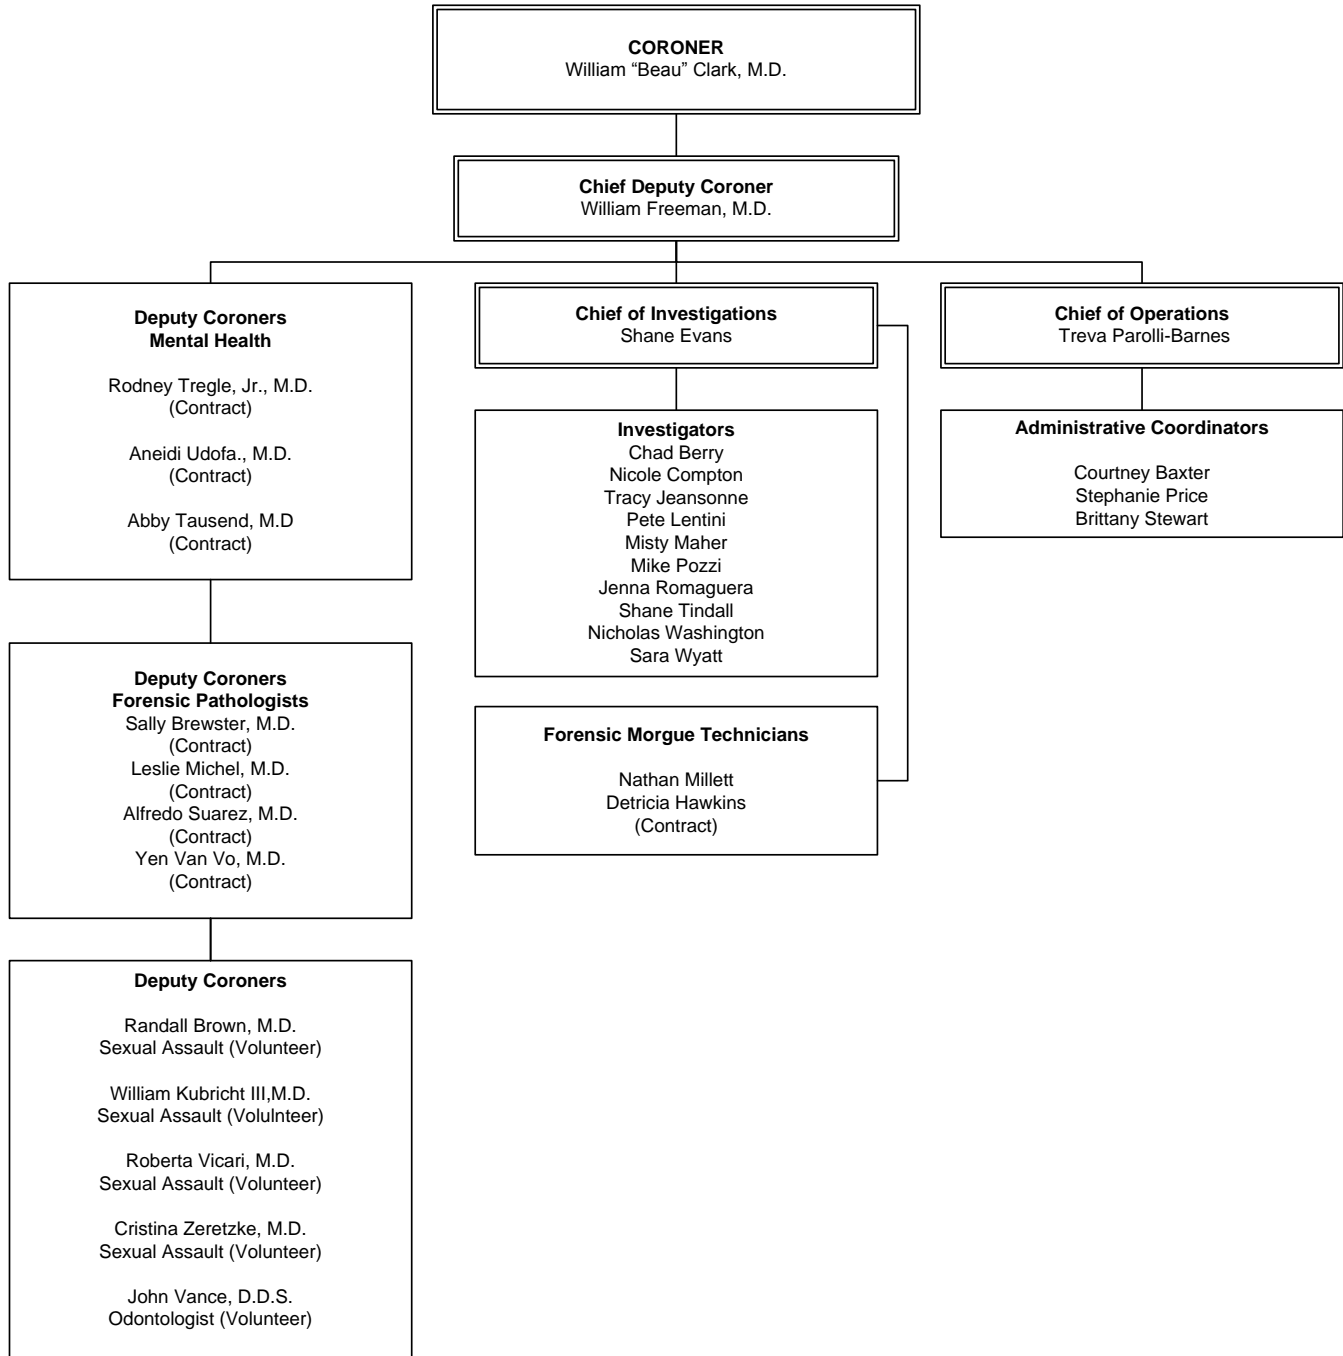 CORONER
William “Beau” Clark, M.D.
Chief Deputy Coroner
William Freeman, M.D.
Deputy Coroners
Mental Health
Rodney Tregle, Jr., M.D.
(Contract)
Aneidi Udofa., M.D.
(Contract)
Abby Tausend, M.D
(Contract)
Deputy Coroners
Forensic Pathologists
Sally Brewster, M.D.
(Contract)
Leslie Michel, M.D.
(Contract)
Alfredo Suarez, M.D.
(Contract)
Yen Van Vo, M.D.
(Contract)
Deputy Coroners
Randall Brown, M.D.
Sexual Assault (Volunteer)
William Kubricht III,M.D.
Sexual Assault (Volulnteer)
Roberta Vicari, M.D.
Sexual Assault (Volunteer)
Cristina Zeretzke, M.D.
Sexual Assault (Volunteer)
John Vance, D.D.S.
Odontologist (Volunteer)
Chief of Investigations
Shane Evans
Investigators
Chad Berry
Nicole Compton
Tracy Jeansonne
Pete Lentini
Misty Maher
Mike Pozzi
Jenna Romaguera
Shane Tindall
Nicholas Washington
Sara Wyatt
Forensic Morgue Technicians
Nathan Millett
Detricia Hawkins
(Contract)
Chief of Operations
Treva Parolli-Barnes
Administrative Coordinators
Courtney Baxter
Stephanie Price
Brittany Stewart